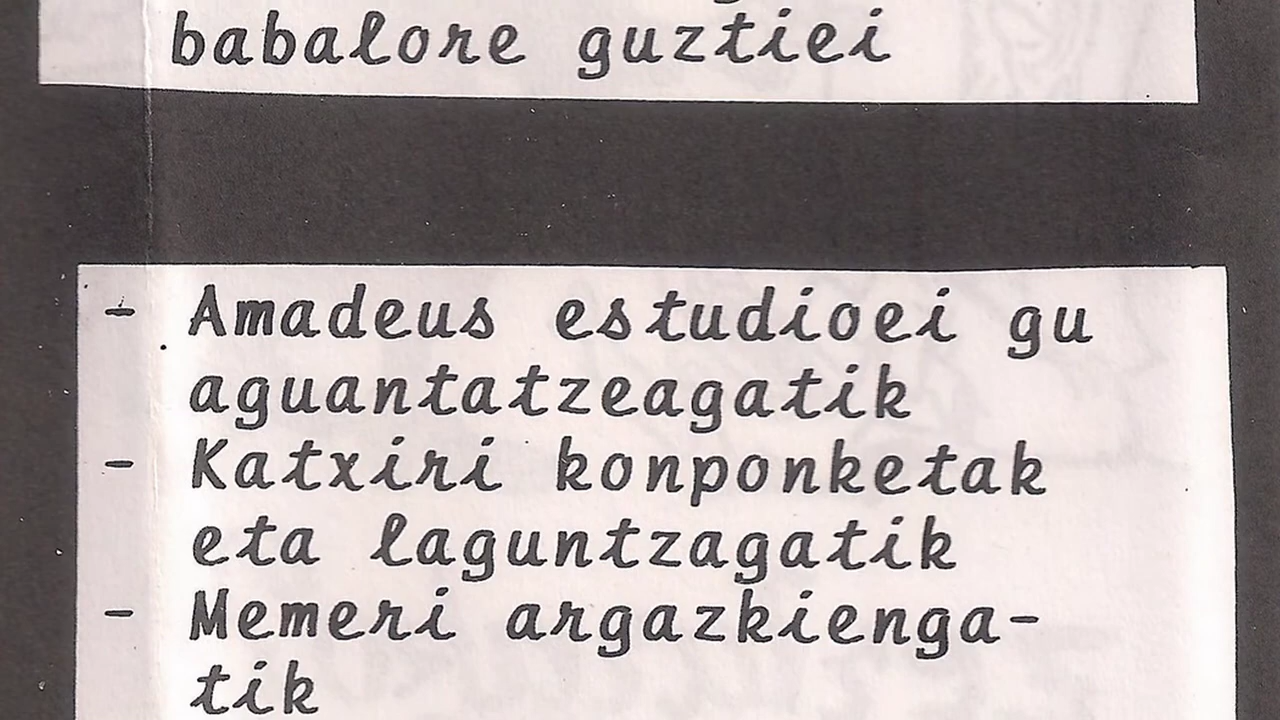 babalore guztiei
- Amadeus estudioei gu
aguantatzeagatik
- Katxiri konponketak
eta laguntzagatik
- Memeri argazkienga-
tik